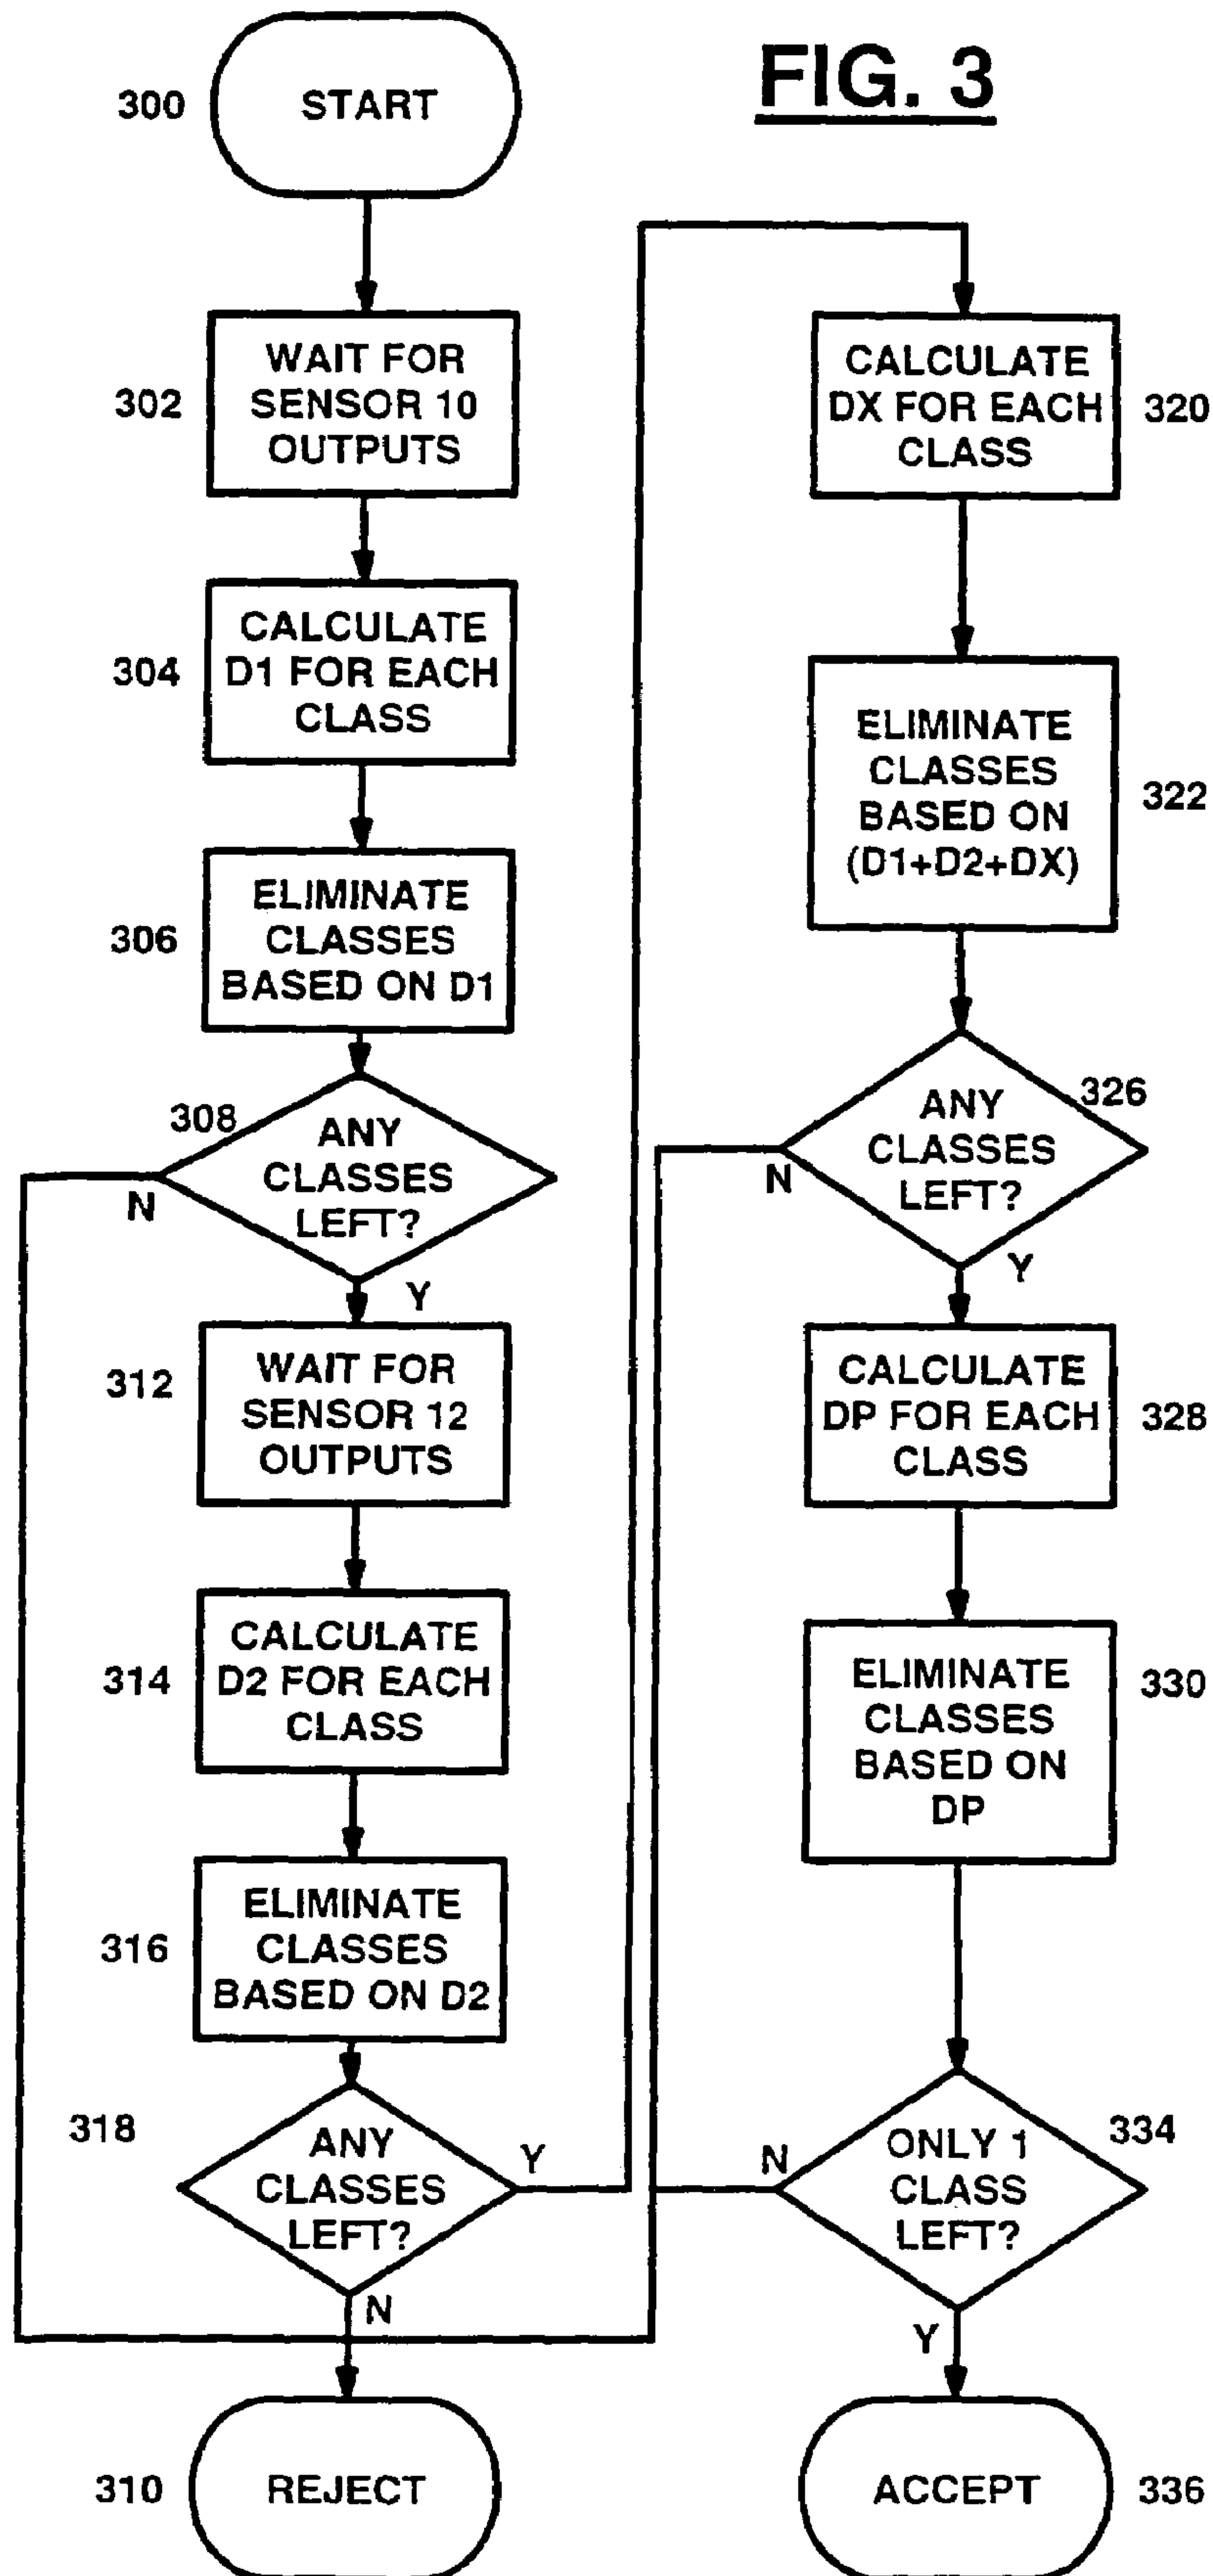 FIG. 3
300
START
302
WAIT FOR
SENSOR 10
OUTPUTS
304
CALCULATE
D1 FOR EACH
CLASS
306
ELIMINATE
CLASSES
BASED ON D1
308
ANY
CLASSES
LEFT?
N
Y
312
WAIT FOR
SENSOR 12
OUTPUTS
314
CALCULATE
D2 FOR EACH
CLASS
316
ELIMINATE
CLASSES
BASED ON D2
318
ANY
CLASSES
LEFT?
Y
N
310
REJECT
CALCULATE
DX FOR EACH
CLASS
320
ELIMINATE
CLASSES
BASED ON
(D1+D2+DX)
322
326
ANY
CLASSES
LEFT?
N
Y
CALCULATE
DP FOR EACH
CLASS
328
ELIMINATE
CLASSES
BASED ON
DP
330
334
ONLY 1
CLASS
LEFT?
N
Y
ACCEPT
336